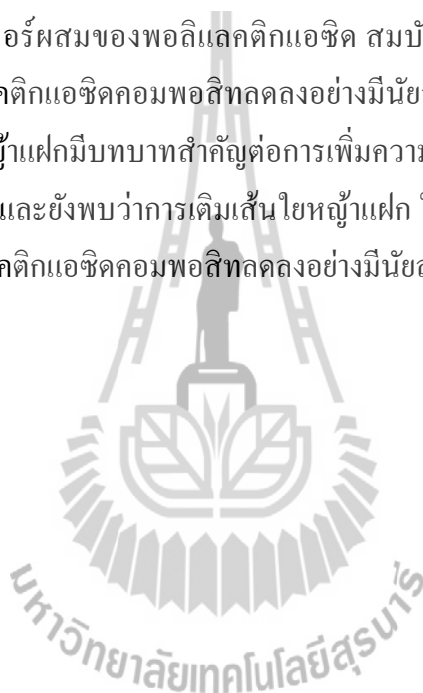 อร์ผสมของพอลิแลคติกแอซิด สมบั
คติกแอซิดคอมพอสิทลดลงอย่างมีนัย
ญ้าแฝกมีบทบาทสำคัญต่อการเพิ่มความ
และยังพบว่าการเติมเส้นใยหญ้าแฝก
คติกแอซิดคอมพอสิทลดลงอย่างมีนัยส
มหาวิทยาลัยเทคโนโลยีสุรนารี